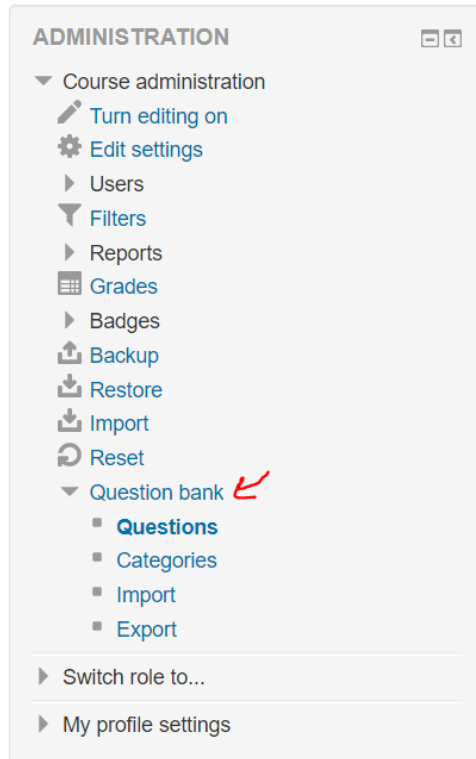 ADMINISTRATION
Course administration
Turn editing on
Edit settings
Users
Filters
Reports
Grades
Badges
Backup
Restore
Import
Reset
Question bank
Questions
Categories
Import
Export
Switch role to...
My profile settings